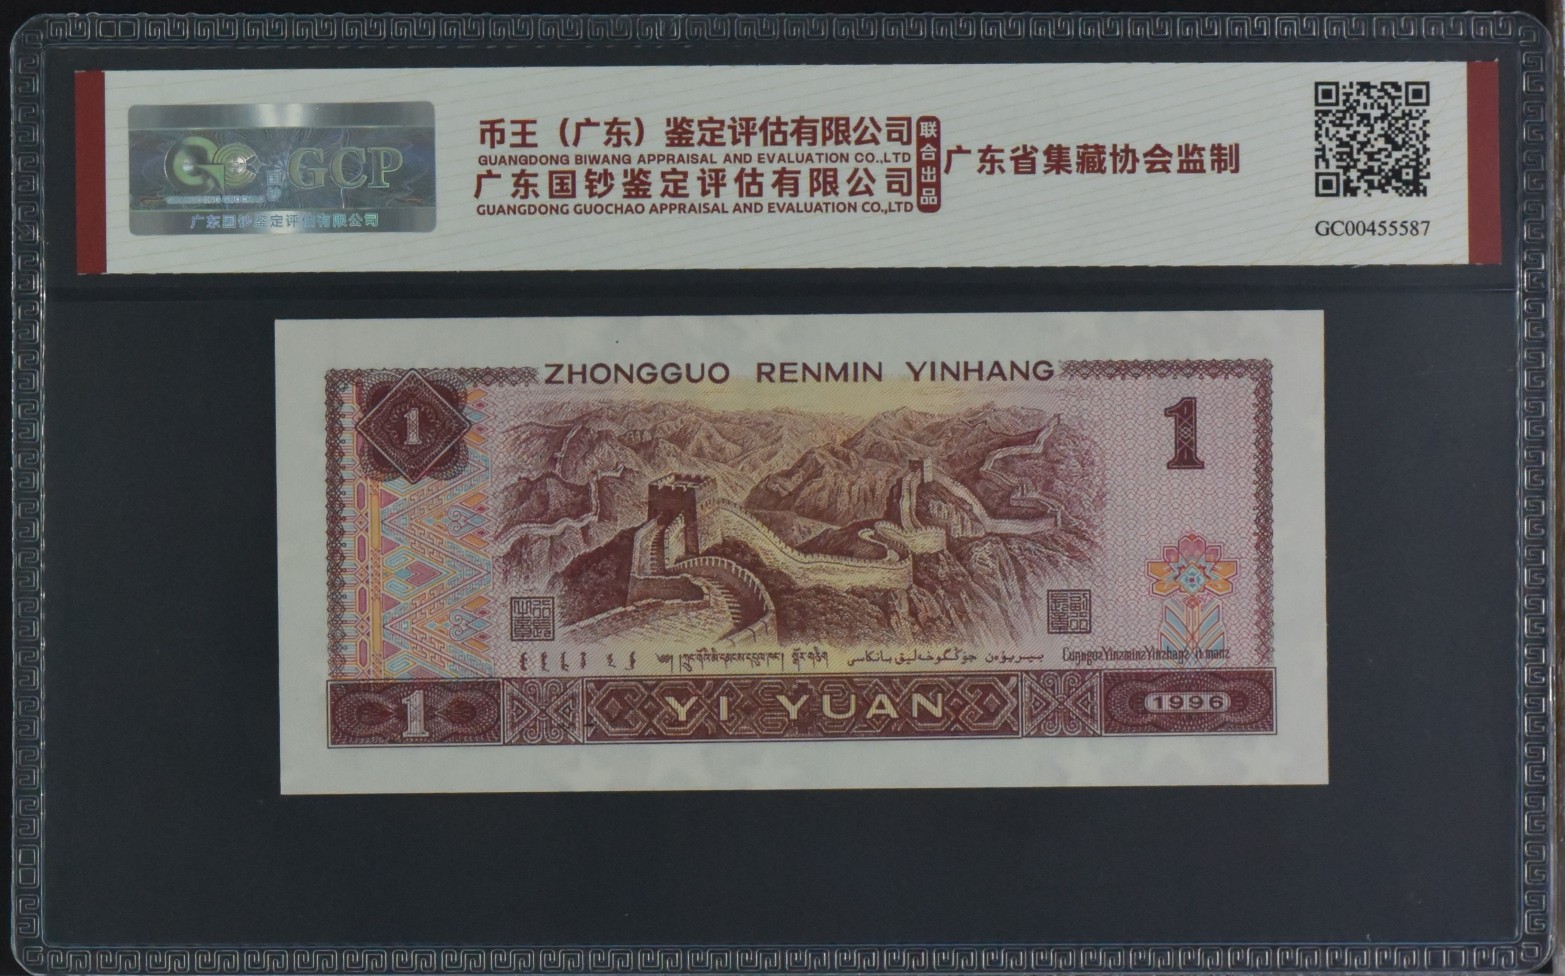 GC GCP
广东国钞鉴定评估有限公司
币王（广东）鉴定评估有限公司
GUANGDONG BIWANG APPRAISAL AND EVALUATION CO.,LTD
广东国钞鉴定评估有限公司
GUANGDONG GUOCHAO APPRAISAL AND EVALUATION CO.,LTD
联合出品
广东省集藏协会监制
GC00455587
ZHONGGUO RENMIN YINHANG
1
1
1
YI YUAN
1996